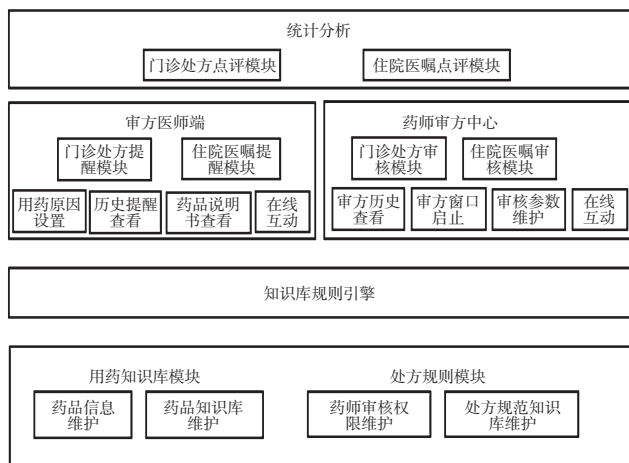 统计分析
门诊处方点评模块
住院医嘱点评模块
审方医师端
门诊处方提
醒模块
住院医嘱提
醒模块
用药原因
设置
历史提醒
查看
药品说明
书查看
在线
互动
药师审方中心
门诊处方审
核模块
住院医嘱审
核模块
审方历史
查看
审方窗口
启止
审核参数
维护
在线
互动
知识库规则引擎
用药知识库模块
药品信息
维护
药品知识库
维护
处方规则模块
药师审核权
限维护
处方规范知识
库维护